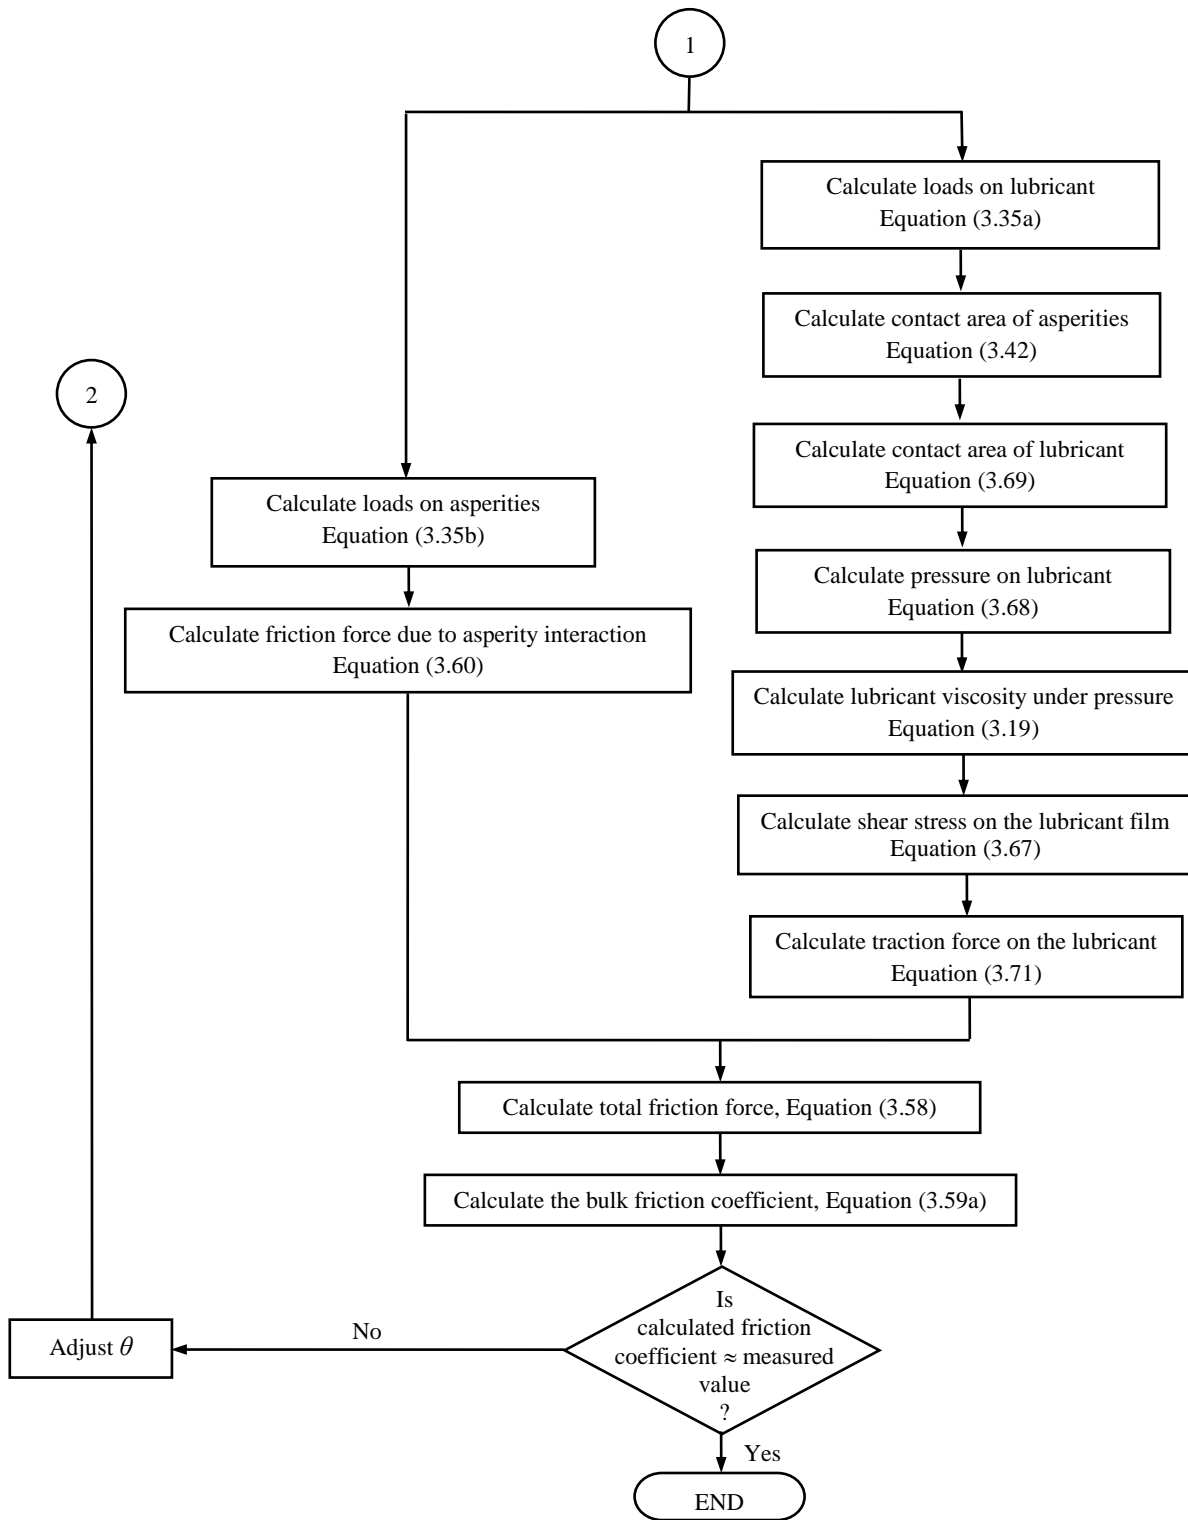 1
Calculate loads on lubricant
Equation (3.35a)
Calculate contact area of asperities
Equation (3.42)
2
Calculate contact area of lubricant
Equation (3.69)
Calculate loads on asperities
Equation (3.35b)
Calculate pressure on lubricant
Equation (3.68)
Calculate friction force due to asperity interaction
Equation (3.60)
Calculate lubricant viscosity under pressure
Equation (3.19)
Calculate shear stress on the lubricant film
Equation (3.67)
Calculate traction force on the lubricant
Equation (3.71)
Calculate total friction force, Equation (3.58)
Calculate the bulk friction coefficient, Equation (3.59a)
Is
calculated friction
coefficient ≈ measured
value
?
No
Adjust θ
Yes
END